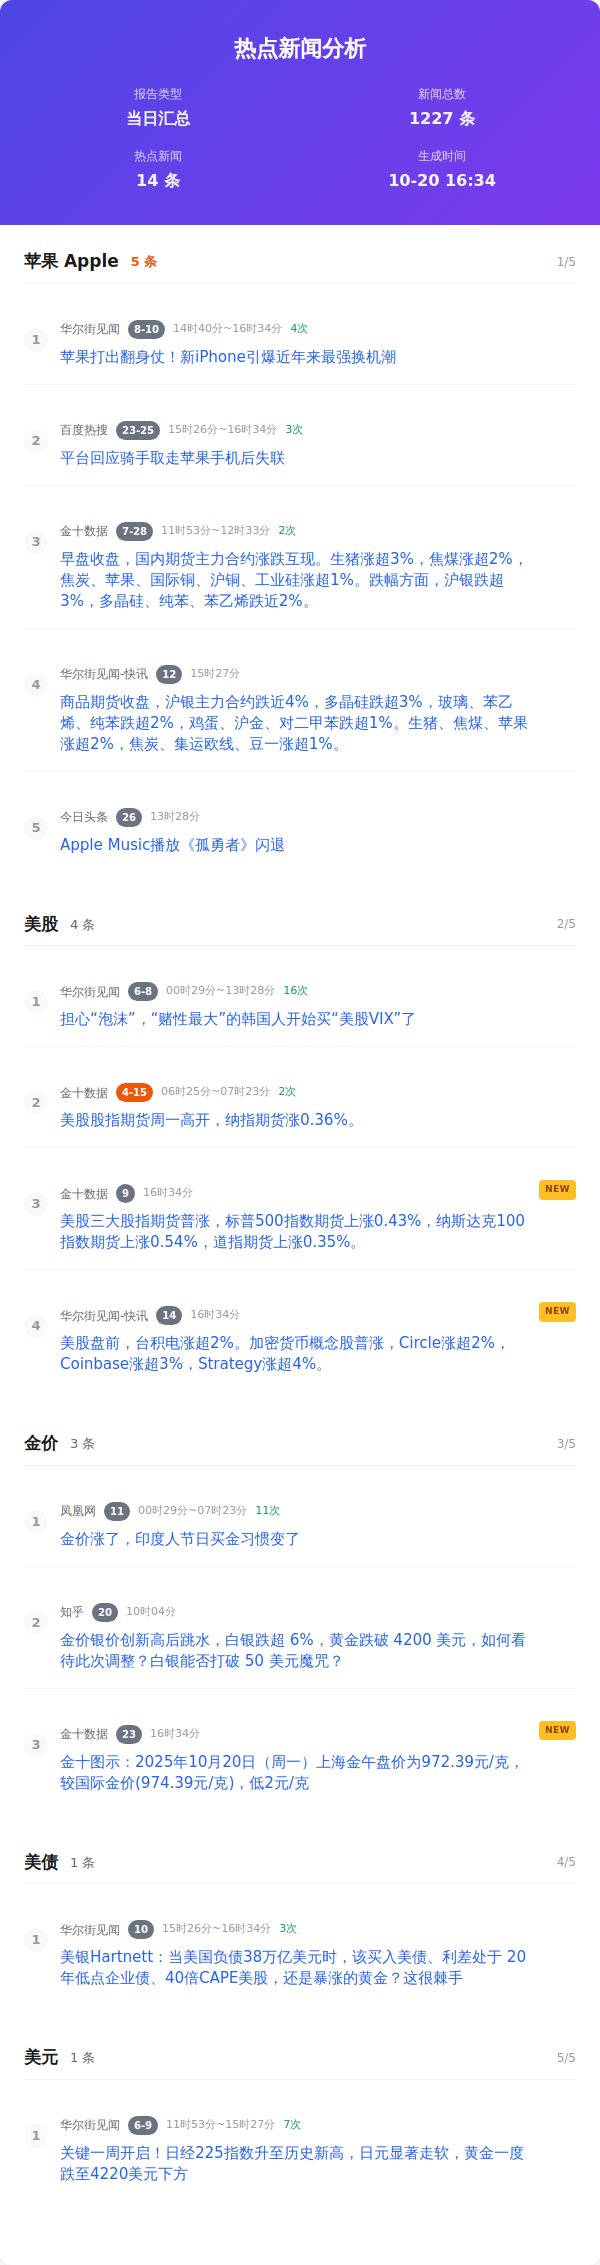 热点新闻分析
报告类型
新闻总数
当日汇总
1227 条
热点新闻
生成时间
14 条
10-20 16:34
苹果 Apple 5 条 1/5
1
华尔街见闻 8-10 14时40分~16时34分 4次
苹果打出翻身仗！新iPhone引爆近年来最强换机潮
2
百度热搜 23-25 15时26分~16时34分 3次
平台回应骑手取走苹果手机后失联
3
金十数据 7-28 11时53分~12时33分 2次
早盘收盘，国内期货主力合约涨跌互现。生猪涨超3%，焦煤涨超2%，
焦炭、苹果、国际铜、沪铜、工业硅涨超1%。跌幅方面，沪银跌超
3%，多晶硅、纯苯、苯乙烯跌近2%。
4
华尔街见闻-快讯 12 15时27分
商品期货收盘，沪银主力合约跌近4%，多晶硅跌超3%，玻璃、苯乙
烯、纯苯跌超2%，鸡蛋、沪金、对二甲苯跌超1%。生猪、焦煤、苹果
涨超2%，焦炭、集运欧线、豆一涨超1%。
5
今日头条 26 13时28分
Apple Music播放《孤勇者》闪退
美股 4 条 2/5
1
华尔街见闻 6-8 00时29分~13时28分 16次
担心“泡沫”，“赌性最大”的韩国人开始买“美股VIX”了
2
金十数据 4-15 06时25分~07时23分 2次
美股股指期货周一高开，纳指期货涨0.36%。
3
金十数据 9 16时34分 NEW
美股三大股指期货普涨，标普500指数期货上涨0.43%，纳斯达克100
指数期货上涨0.54%，道指期货上涨0.35%。
4
华尔街见闻-快讯 14 16时34分 NEW
美股盘前，台积电涨超2%。加密货币概念股普涨，Circle涨超2%，
Coinbase涨超3%，Strategy涨超4%。
金价 3 条 3/5
1
凤凰网 11 00时29分~07时23分 11次
金价涨了，印度人节日买金习惯变了
2
知乎 20 10时04分
金价银价创新高后跳水，白银跌超 6%，黄金跌破 4200 美元，如何看
待此次调整？白银能否打破 50 美元魔咒？
3
金十数据 23 16时34分 NEW
金十图示：2025年10月20日（周一）上海金午盘价为972.39元/克，
较国际金价(974.39元/克)，低2元/克
美债 1 条 4/5
1
华尔街见闻 10 15时26分~16时34分 3次
美银Hartnett：当美国负债38万亿美元时，该买入美债、利差处于 20
年低点企业债、40倍CAPE美股，还是暴涨的黄金？这很棘手
美元 1 条 5/5
1
华尔街见闻 6-9 11时53分~15时27分 7次
关键一周开启！日经225指数升至历史新高，日元显著走软，黄金一度
跌至4220美元下方